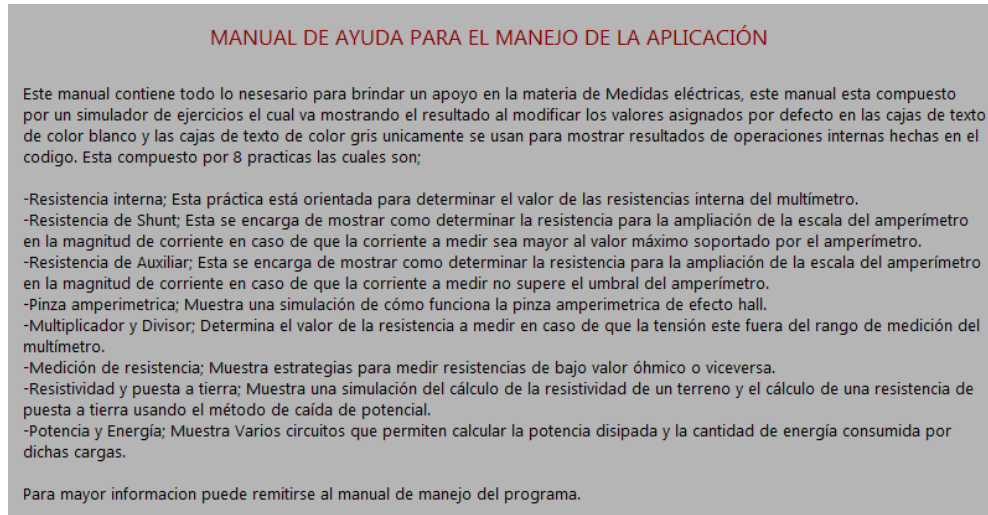 MANUAL DE AYUDA PARA EL MANEJO DE LA APLICACIÓN
Este manual contiene todo lo nesesario para brindar un apoyo en la materia de Medidas eléctricas, este manual esta compuesto
por un simulador de ejercicios el cual va mostrando el resultado al modificar los valores asignados por defecto en las cajas de texto
de color blanco y las cajas de texto de color gris unicamente se usan para mostrar resultados de operaciones internas hechas en el
codigo. Esta compuesto por 8 practicas las cuales son;
-Resistencia interna; Esta práctica está orientada para determinar el valor de las resistencias interna del multímetro.
-Resistencia de Shunt; Esta se encarga de mostrar como determinar la resistencia para la ampliación de la escala del amperímetro
en la magnitud de corriente en caso de que la corriente a medir sea mayor al valor máximo soportado por el amperímetro.
-Resistencia de Auxiliar; Esta se encarga de mostrar como determinar la resistencia para la ampliación de la escala del amperímetro
en la magnitud de corriente en caso de que la corriente a medir no supere el umbral del amperímetro.
-Pinza amperimetrica; Muestra una simulación de cómo funciona la pinza amperimetrica de efecto hall.
-Multiplicador y Divisor; Determina el valor de la resistencia a medir en caso de que la tensión este fuera del rango de medición del
multímetro.
-Medición de resistencia; Muestra estrategias para medir resistencias de bajo valor óhmico o viceversa.
-Resistividad y puesta a tierra; Muestra una simulación del cálculo de la resistividad de un terreno y el cálculo de una resistencia de
puesta a tierra usando el método de caída de potencial.
-Potencia y Energía; Muestra Varios circuitos que permiten calcular la potencia disipada y la cantidad de energía consumida por
dichas cargas.
Para mayor informacion puede remitirse al manual de manejo del programa.